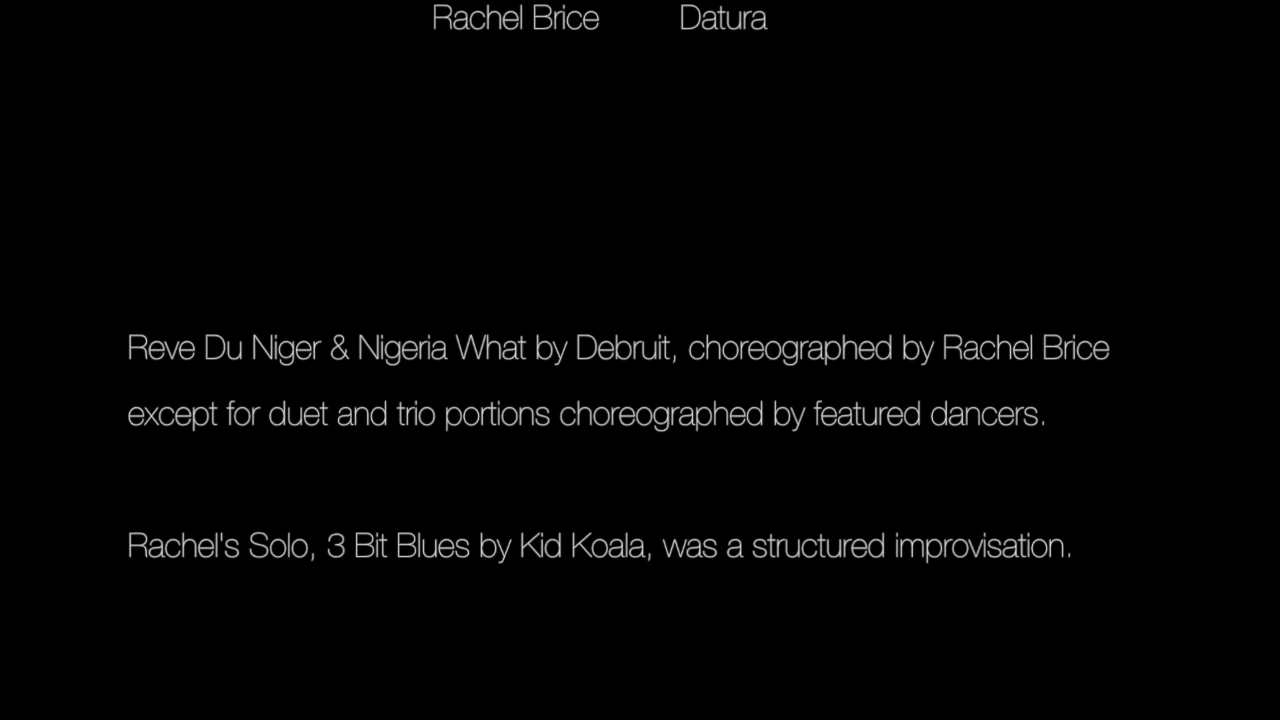 Rachel Brice Datura
Reve Du Niger & Nigeria What by Debruit, choreographed by Rachel Brice
except for duet and trio portions choreographed by featured dancers.
Rachel's Solo, 3 Bit Blues by Kid Koala, was a structured improvisation.